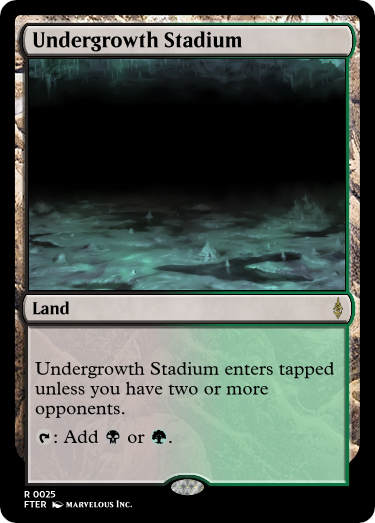 Undergrowth Stadium
Land
Undergrowth Stadium enters tapped
unless you have two or more
opponents.
: Add or .
R 0025
FTER MARVELOUS INC.